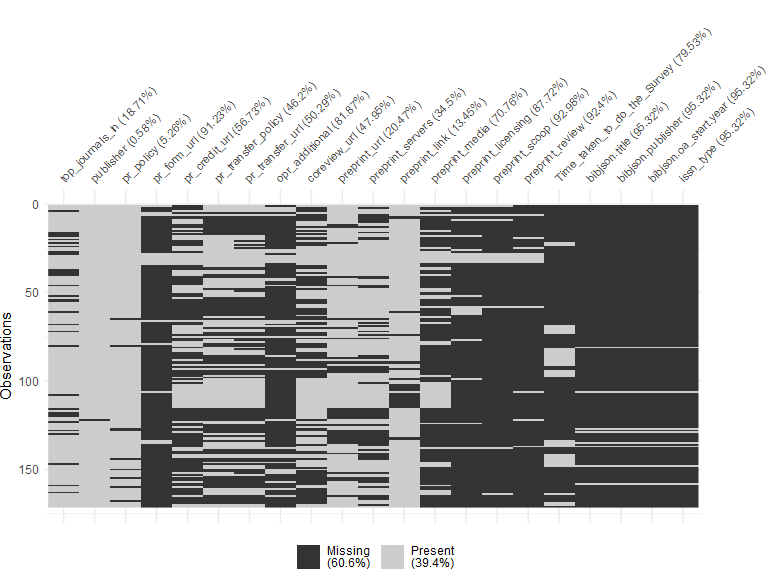 top_journals_in (18.71%)
publisher (0.58%)
pr_policy (5.26%)
pr_form_url (91.23%)
pr_credit_url (56.73%)
pr_transfer_policy (46.2%)
pr_transfer_url (50.29%)
opr_additional (81.87%)
coreview_url (47.95%)
preprint_url (20.47%)
preprint_servers (34.5%)
preprint_link (13.45%)
preprint_media (70.76%)
preprint_licensing (87.72%)
preprint_scoop (92.98%)
preprint_review (92.4%)
Time_taken_to_do_the_Survey (79.53%)
bibjson.title (95.32%)
bibjson.publisher (95.32%)
bibjson.oa_start.year (95.32%)
issn_type (95.32%)
0
50
100
150
Observations
Missing
(60.6%)
Present
(39.4%)